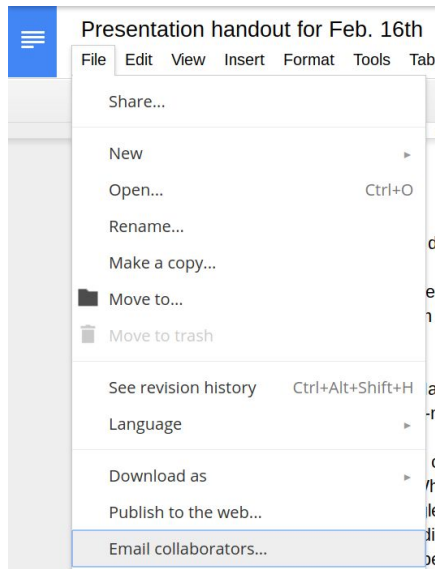 Presentation handout for Feb. 16th
File Edit View Insert Format Tools
Share...
New
Open... Ctrl+O
Rename...
Make a copy...
Move to...
Move to trash
See revision history Ctrl+Alt+Shift+H
Language
Download as
Publish to the web...
Email collaborators...